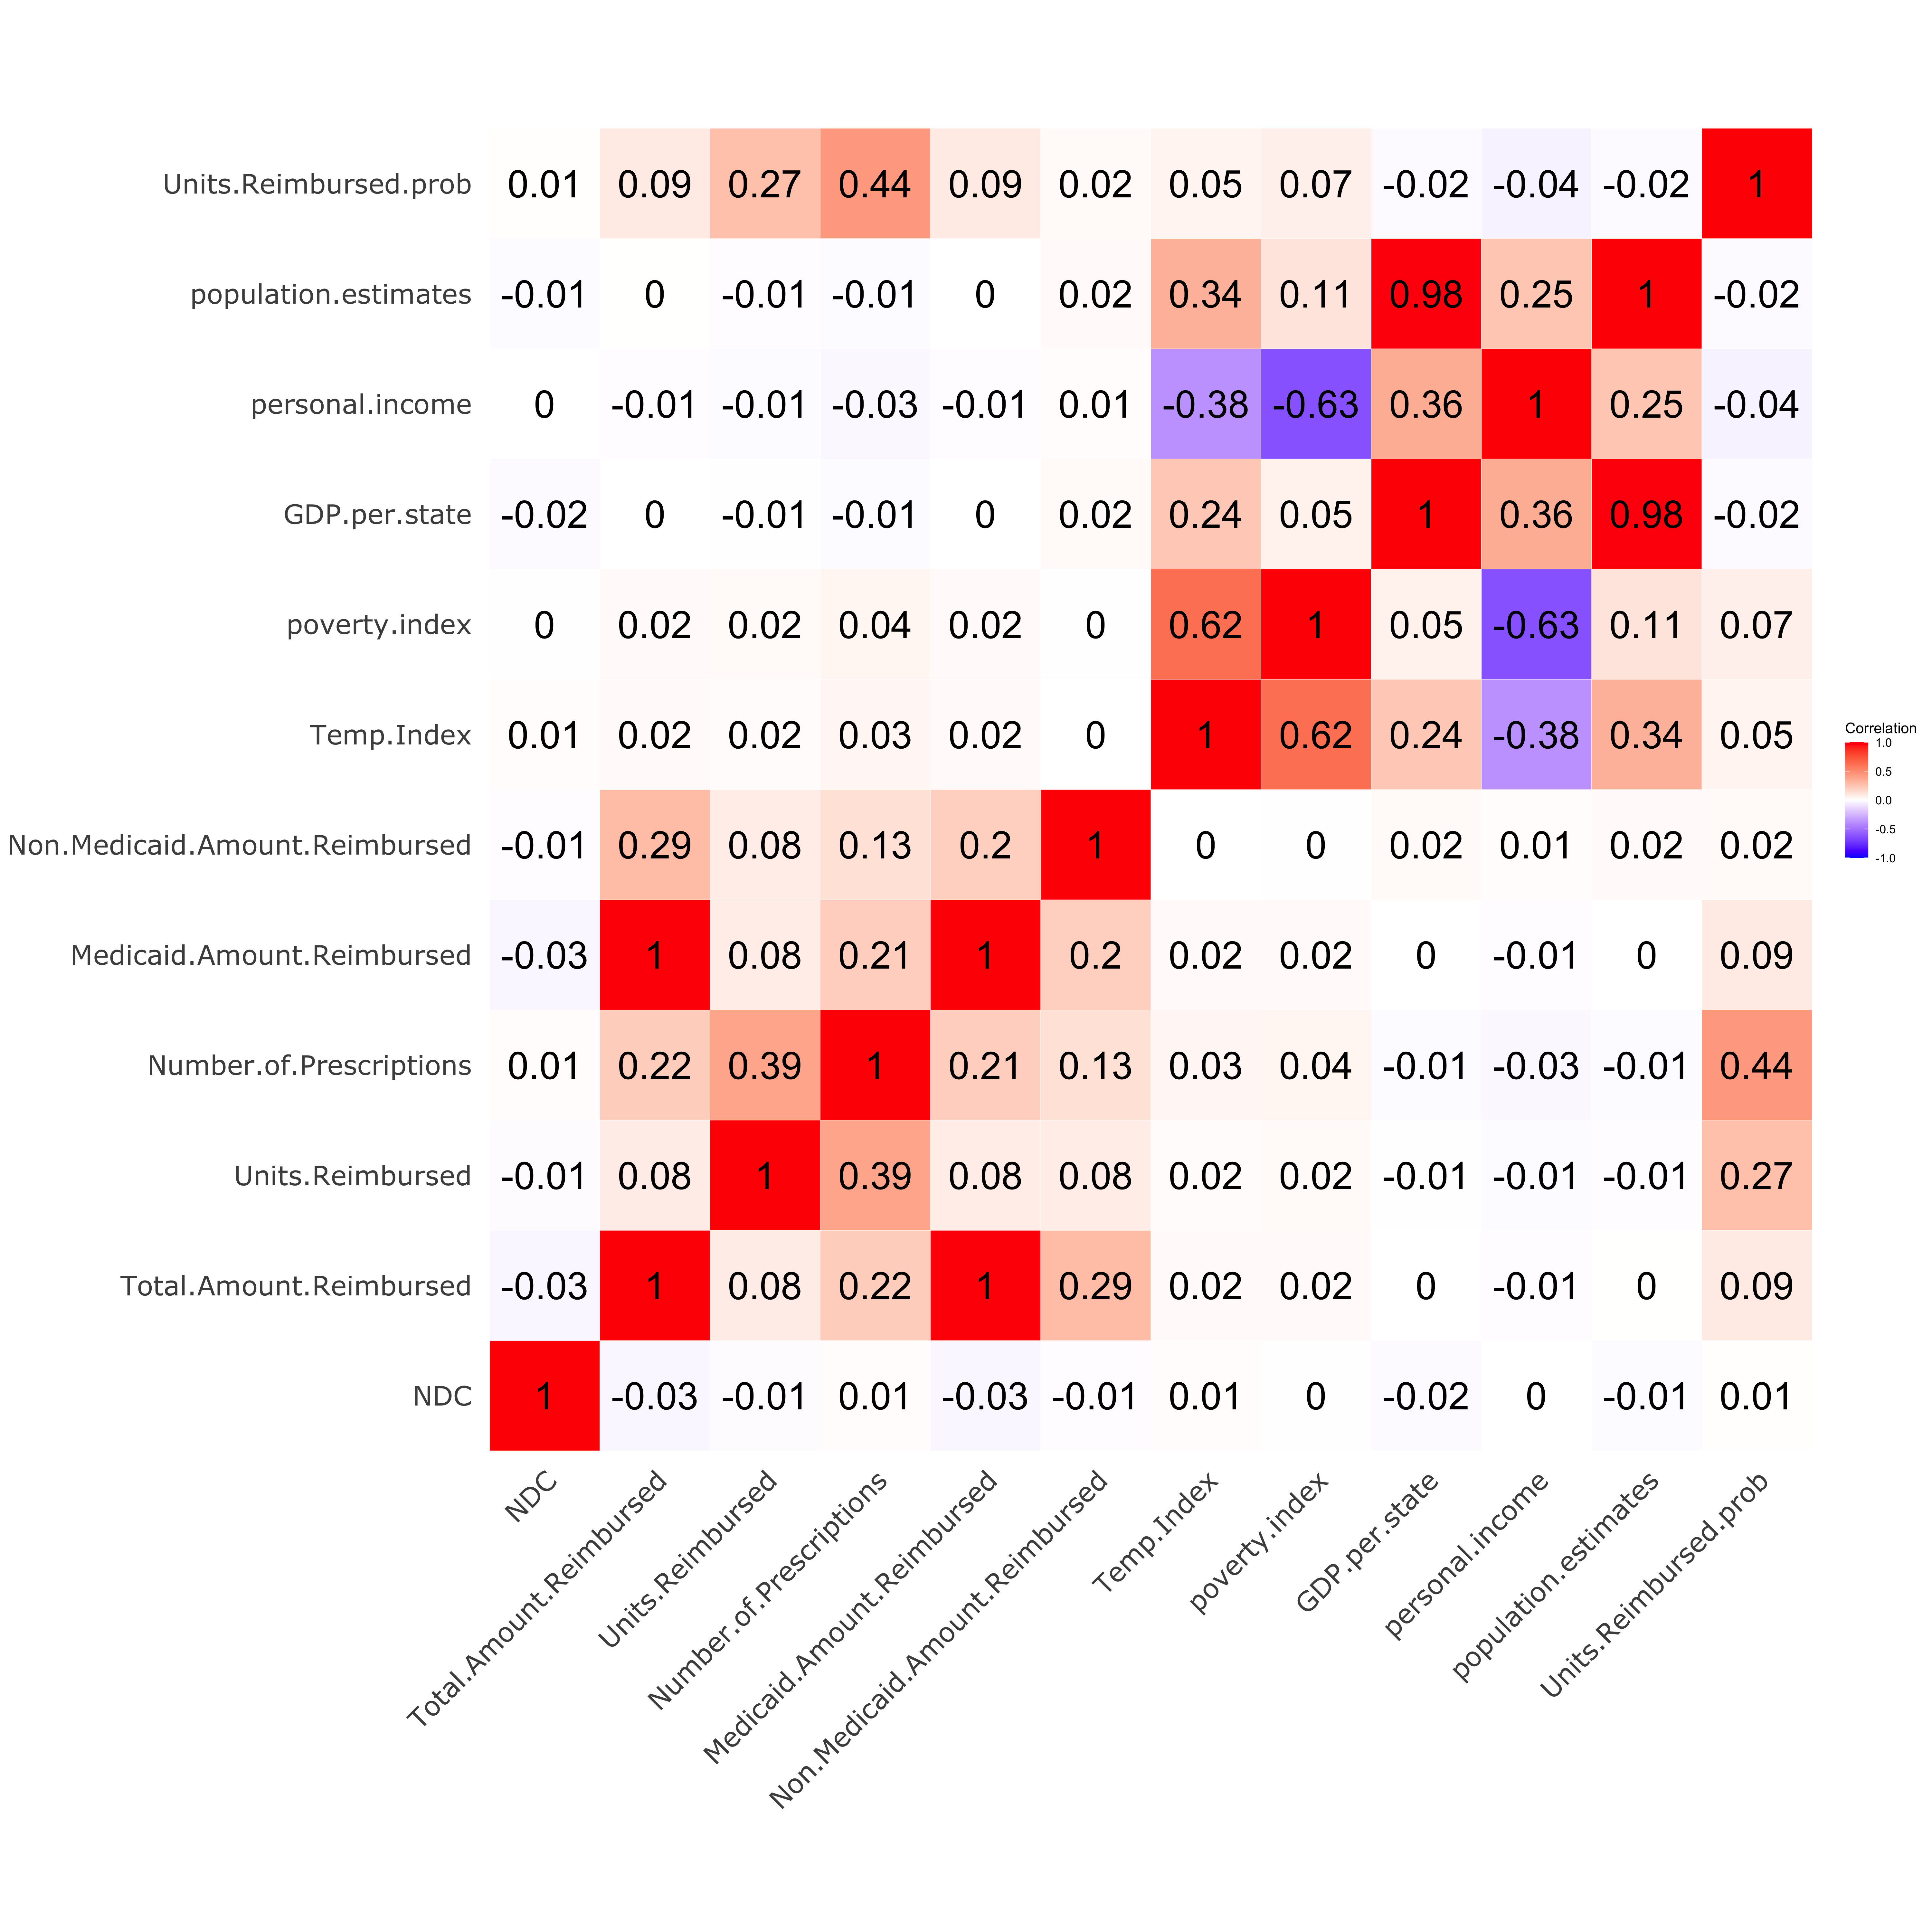 Units.Reimbursed.prob 0.01 0.09 0.27 0.44 0.09 0.02 0.05 0.07 -0.02 -0.04 -0.02 1
population.estimates -0.01 0 -0.01 -0.01 0 0.02 0.34 0.11 0.98 0.25 1 -0.02
personal.income 0 -0.01 -0.01 -0.03 -0.01 0.01 -0.38 -0.63 0.36 1 0.25 -0.04
GDP.per.state -0.02 0 -0.01 -0.01 0 0.02 0.24 0.05 1 0.36 0.98 -0.02
poverty.index 0 0.02 0.02 0.04 0.02 0 0.62 1 0.05 -0.63 0.11 0.07
Temp.Index 0.01 0.02 0.02 0.03 0.02 0 1 0.62 0.24 -0.38 0.34 0.05
Non.Medicaid.Amount.Reimbursed -0.01 0.29 0.08 0.13 0.2 1 0 0 0.02 0.01 0.02 0.02
Medicaid.Amount.Reimbursed -0.03 1 0.08 0.21 1 0.2 0.02 0.02 0 -0.01 0 0.09
Number.of.Prescriptions 0.01 0.22 0.39 1 0.21 0.13 0.03 0.04 -0.01 -0.03 -0.01 0.44
Units.Reimbursed -0.01 0.08 1 0.39 0.08 0.08 0.02 0.02 -0.01 -0.01 -0.01 0.27
Total.Amount.Reimbursed -0.03 1 0.08 0.22 1 0.29 0.02 0.02 0 -0.01 0 0.09
NDC 1 -0.03 -0.01 0.01 -0.03 -0.01 0.01 0 -0.02 0 -0.01 0.01
NDC
Total.Amount.Reimbursed
Units.Reimbursed
Number.of.Prescriptions
Medicaid.Amount.Reimbursed
Non.Medicaid.Amount.Reimbursed
Temp.Index
poverty.index
GDP.per.state
personal.income
population.estimates
Units.Reimbursed.prob
Correlation
1.0
0.5
0.0
-0.5
-1.0